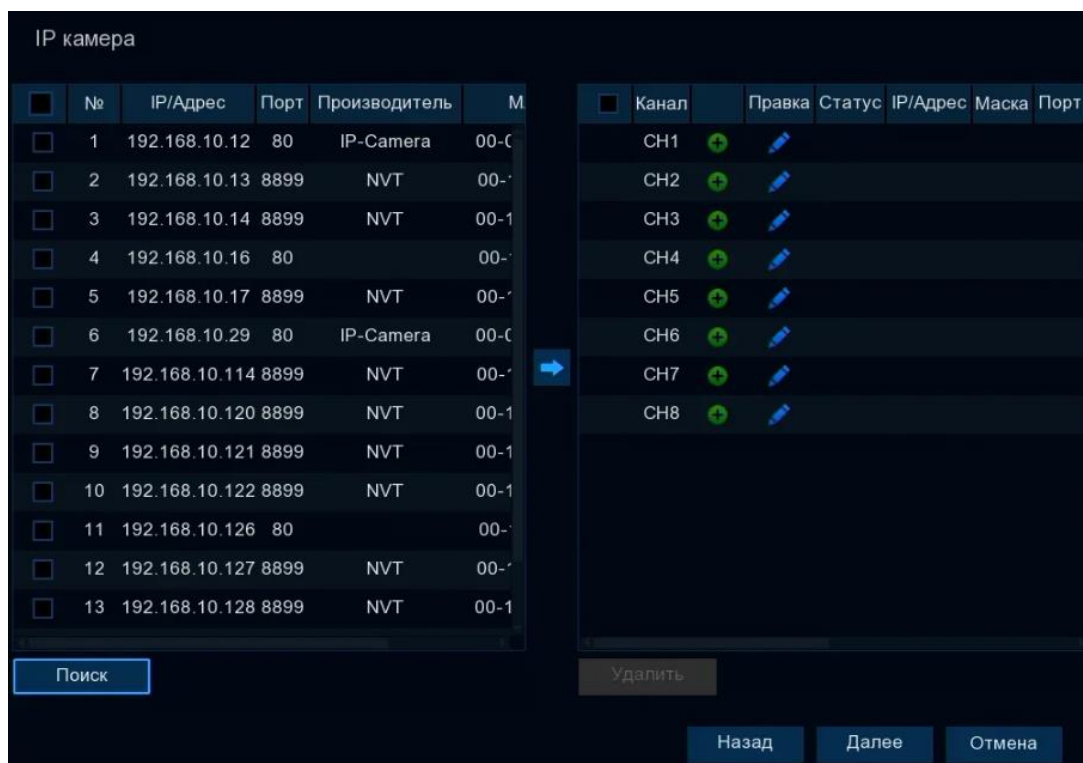 IP камера
№ IP/Адрес Порт Производитель М Канал Правка Статус IP/Адрес Маска Порт
1 192.168.10.12 80 IP-Camera 00-0 CH1
2 192.168.10.13 8899 NVT 00-1 CH2
3 192.168.10.14 8899 NVT 00-1 CH3
4 192.168.10.16 80 00- CH4
5 192.168.10.17 8899 NVT 00-1 CH5
6 192.168.10.29 80 IP-Camera 00-0 CH6
7 192.168.10.114 8899 NVT 00-1 CH7
8 192.168.10.120 8899 NVT 00-1 CH8
9 192.168.10.121 8899 NVT 00-1
10 192.168.10.122 8899 NVT 00-1
11 192.168.10.126 80 00-
12 192.168.10.127 8899 NVT 00-1
13 192.168.10.128 8899 NVT 00-1
Поиск Удалить
Назад Далее Отмена